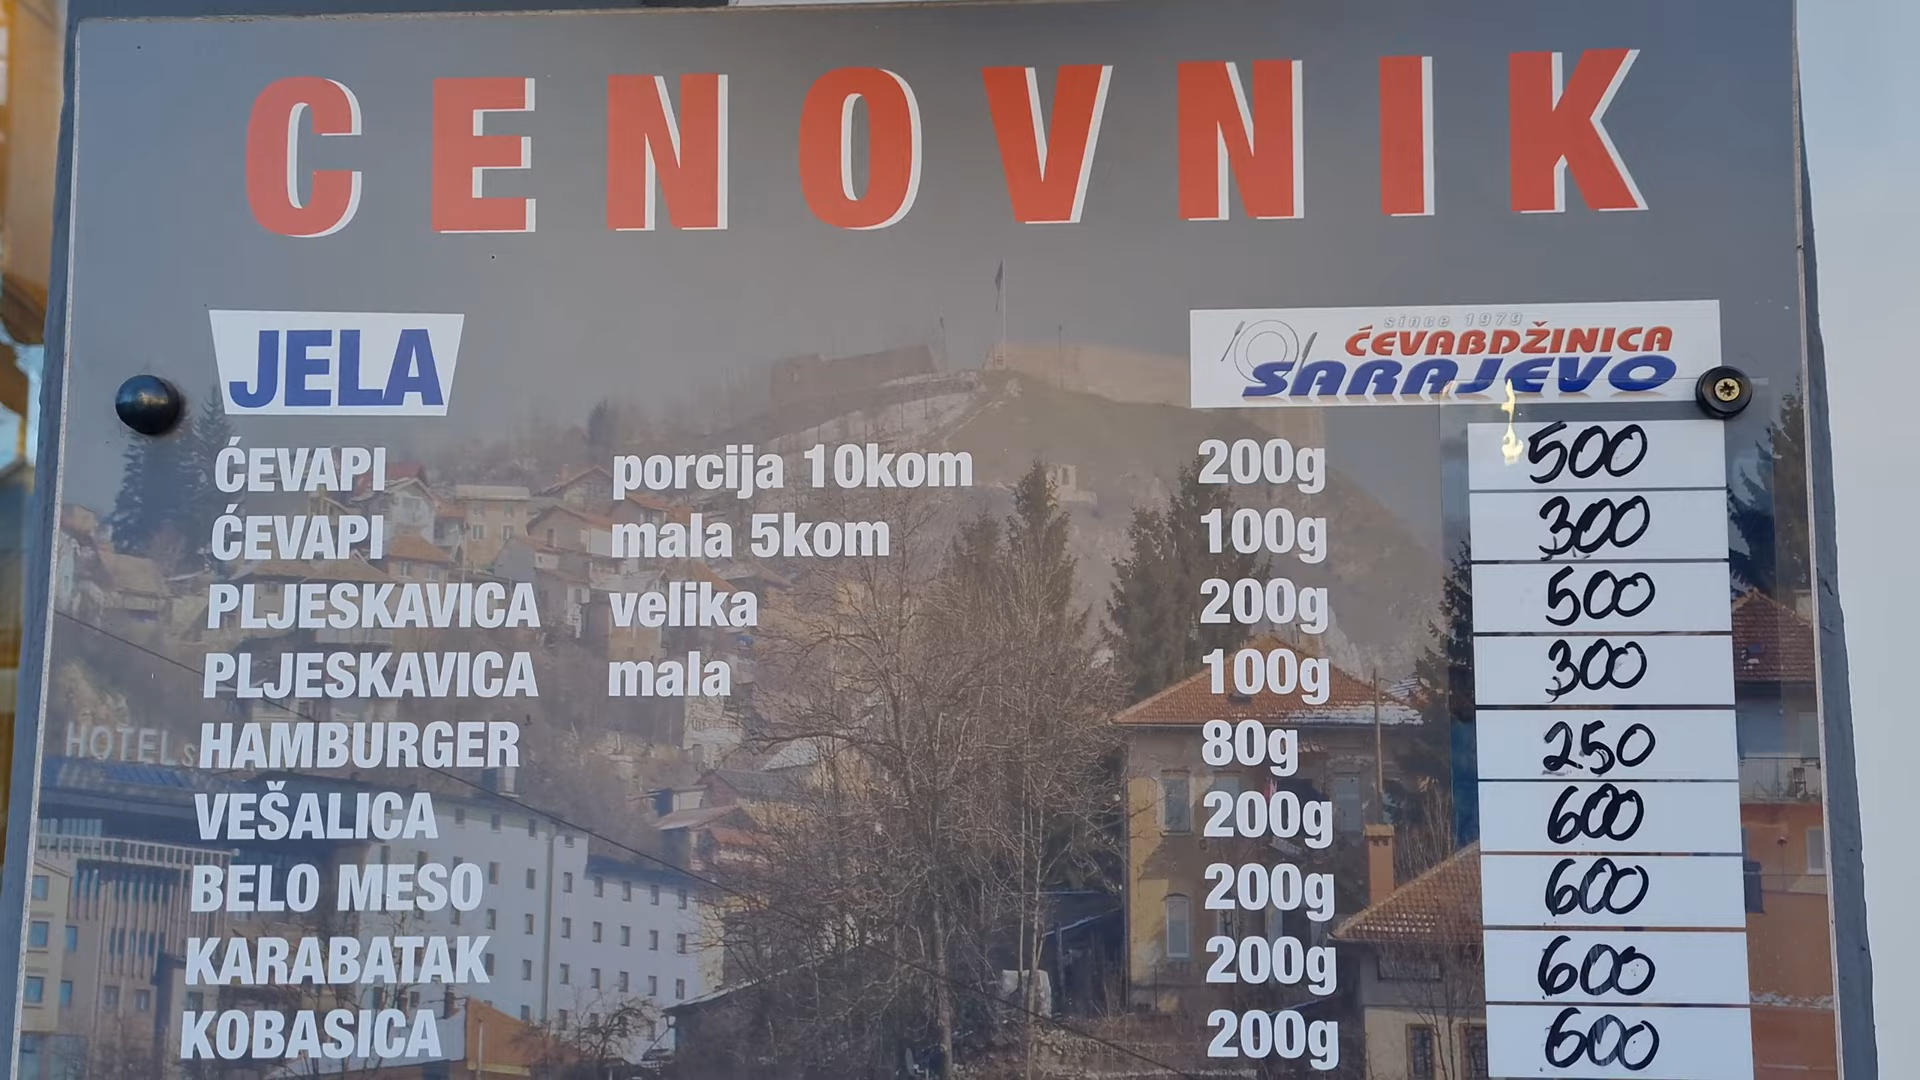 CENOVNIK
JELA
since 1979
ĆEVABDŽINICA
SARAJEVO
ĆEVAPI porcija 10kom 200g 500
ĆEVAPI mala 5kom 100g 300
PLJESKAVICA velika 200g 500
PLJESKAVICA mala 100g 300
HOTELS
HAMBURGER 80g 250
VEŠALICA 200g 600
BELO MESO 200g 600
KARABATAK 200g 600
KOBASICA 200g 600